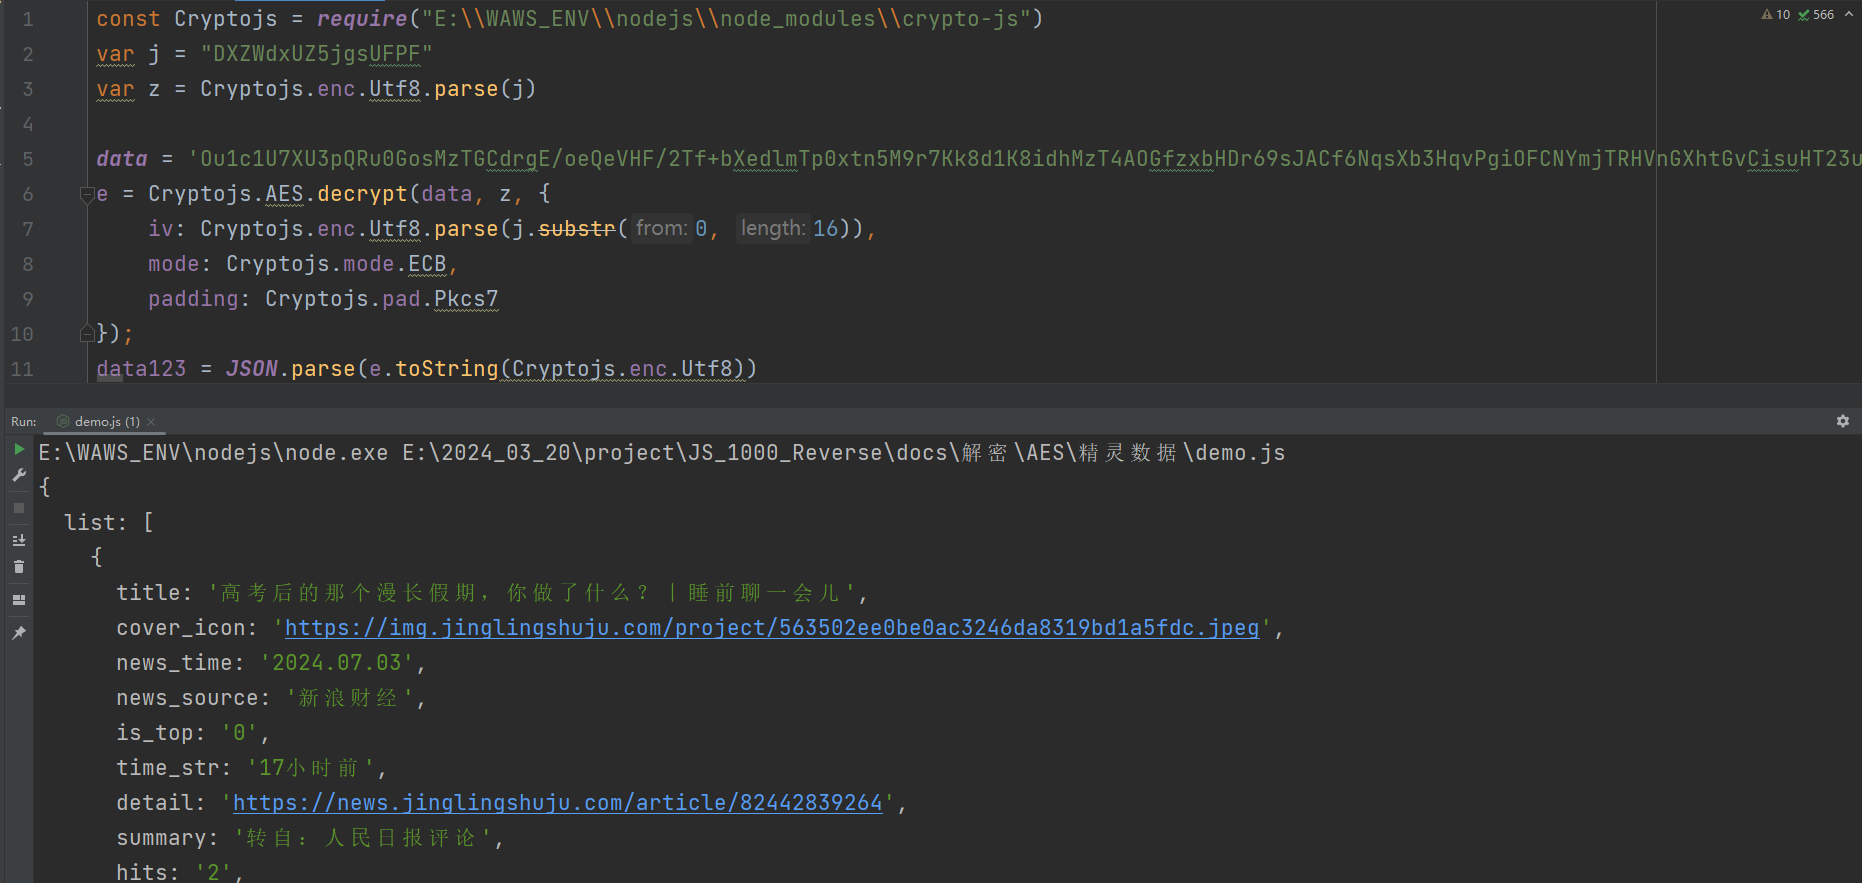 1 const Cryptojs = require("E:\\WAWS_ENV\\nodejs\\node_modules\\crypto-js")
10 566
2 var j = "DXZWdxUZ5jgsUFPF"
3 var z = Cryptojs.enc.Utf8.parse(j)
4
5 data = 'Ou1c1U7XU3pQRu0GosMzTGCdrgE/oeQeVHF/2Tf+bXedlmTp0xtn5M9r7Kk8d1K8idhMzT4AOGfzxbHDr69sJACf6NqsXb3HqvPgiOFCNYmjTRHVnGXhtGvCisuHT23u
6 e = Cryptojs.AES.decrypt(data, z, {
7 iv: Cryptojs.enc.Utf8.parse(j.substr( from: 0, length: 16)),
8 mode: Cryptojs.mode.ECB,
9 padding: Cryptojs.pad.Pkcs7
10 });
11 data123 = JSON.parse(e.toString(Cryptojs.enc.Utf8))
Run: demo.js (1)
E:\WAWS_ENV\nodejs\node.exe E:\2024_03_20\project\JS_1000_Reverse\docs\解密\AES\精灵数据\demo.js
{
list: [
{
title: '高考后的那个漫长假期，你做了什么？丨睡前聊一会儿',
cover_icon: 'https://img.jinglingshuju.com/project/563502ee0be0ac3246da8319bd1a5fdc.jpeg',
news_time: '2024.07.03',
news_source: '新浪财经',
is_top: '0',
time_str: '17小时前',
detail: 'https://news.jinglingshuju.com/article/82442839264',
summary: '转自：人民日报评论',
hits: '2',